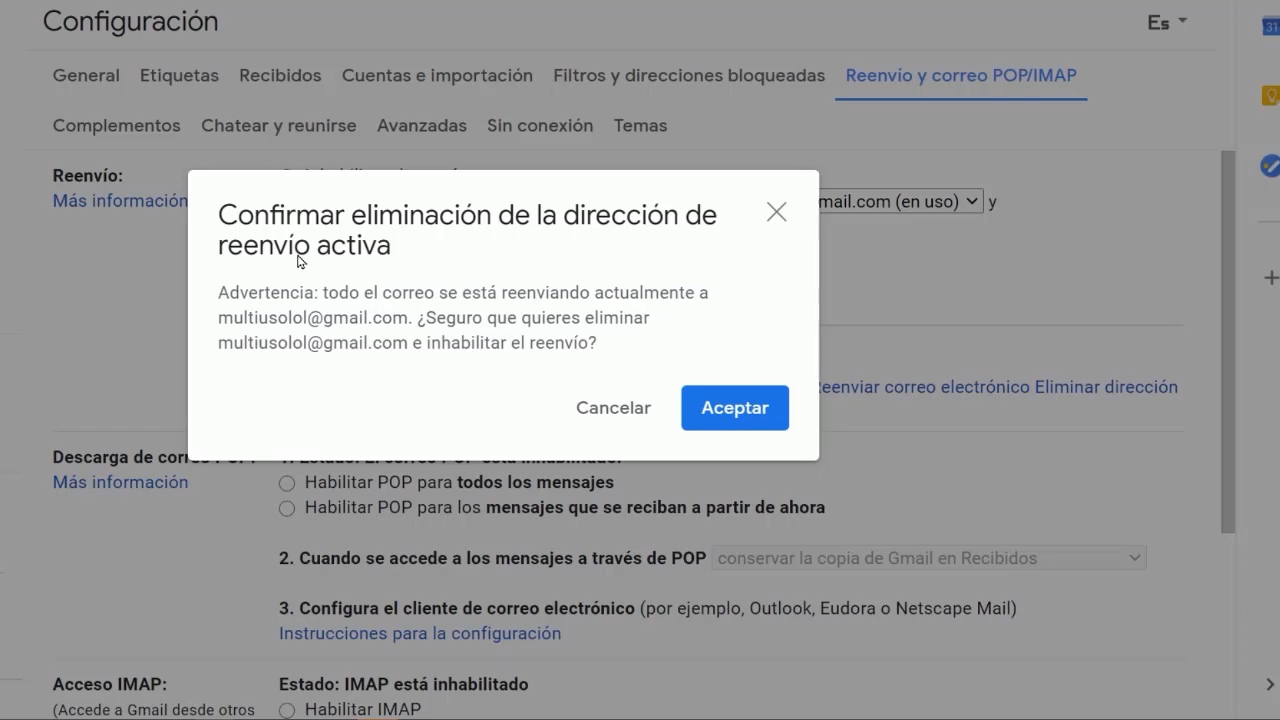 Configuración
Es
31
General Etiquetas Recibidos Cuentas e importación Filtros y direcciones bloqueadas Reenvío y correo POP/IMAP
Complementos Chatear y reunirse Avanzadas Sin conexión Temas
Reenvío:
Más información
mail.com (en uso) y
Confirmar eliminación de la dirección de
reenvío activa
Advertencia: todo el correo se está reenviando actualmente a
multiusolol@gmail.com. ¿Seguro que quieres eliminar
multiusolol@gmail.com e inhabilitar el reenvío?
Reenviar correo electrónico Eliminar dirección
Cancelar Aceptar
Descarga de
Más información
Habilitar POP para todos los mensajes
Habilitar POP para los mensajes que se reciban a partir de ahora
2. Cuando se accede a los mensajes a través de POP conservar la copia de Gmail en Recibidos
3. Configura el cliente de correo electrónico (por ejemplo, Outlook, Eudora o Netscape Mail)
Instrucciones para la configuración
Acceso IMAP: Estado: IMAP está inhabilitado
(Accede a Gmail desde otros Habilitar IMAP